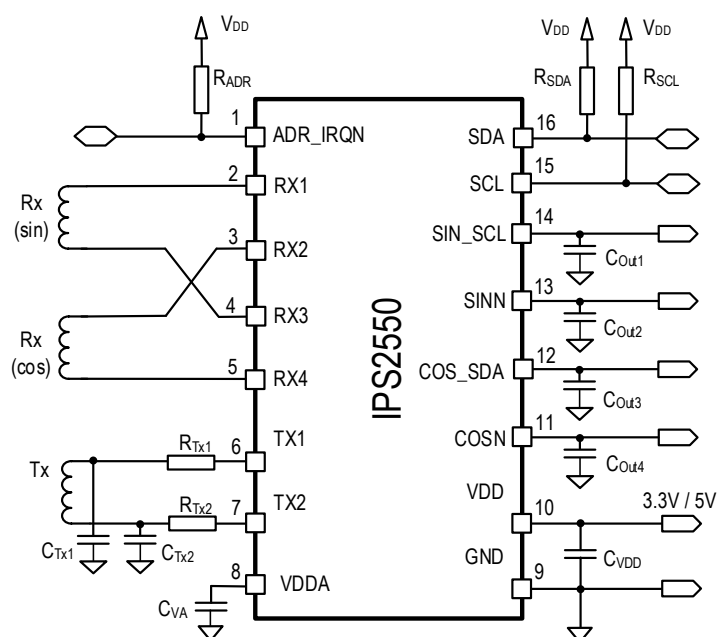 VDD VDD VDD
RADR RSDA RSCL
1 ADR_IRQN SDA 16
2 RX1 SCL 15
Rx (sin)
SIN_SCL 14
COut1
3 RX2
SINN 13
COut2
4 RX3
Rx (cos)
COS_SDA 12
COut3
5 RX4
IPS2550
COSN 11
COut4
TX1 6 RTx1
Tx
VDD 10 3.3V / 5V
TX2 7 RTx2
CTx1 CTx2
CVDD
GND 9
8 VDDA
CVA